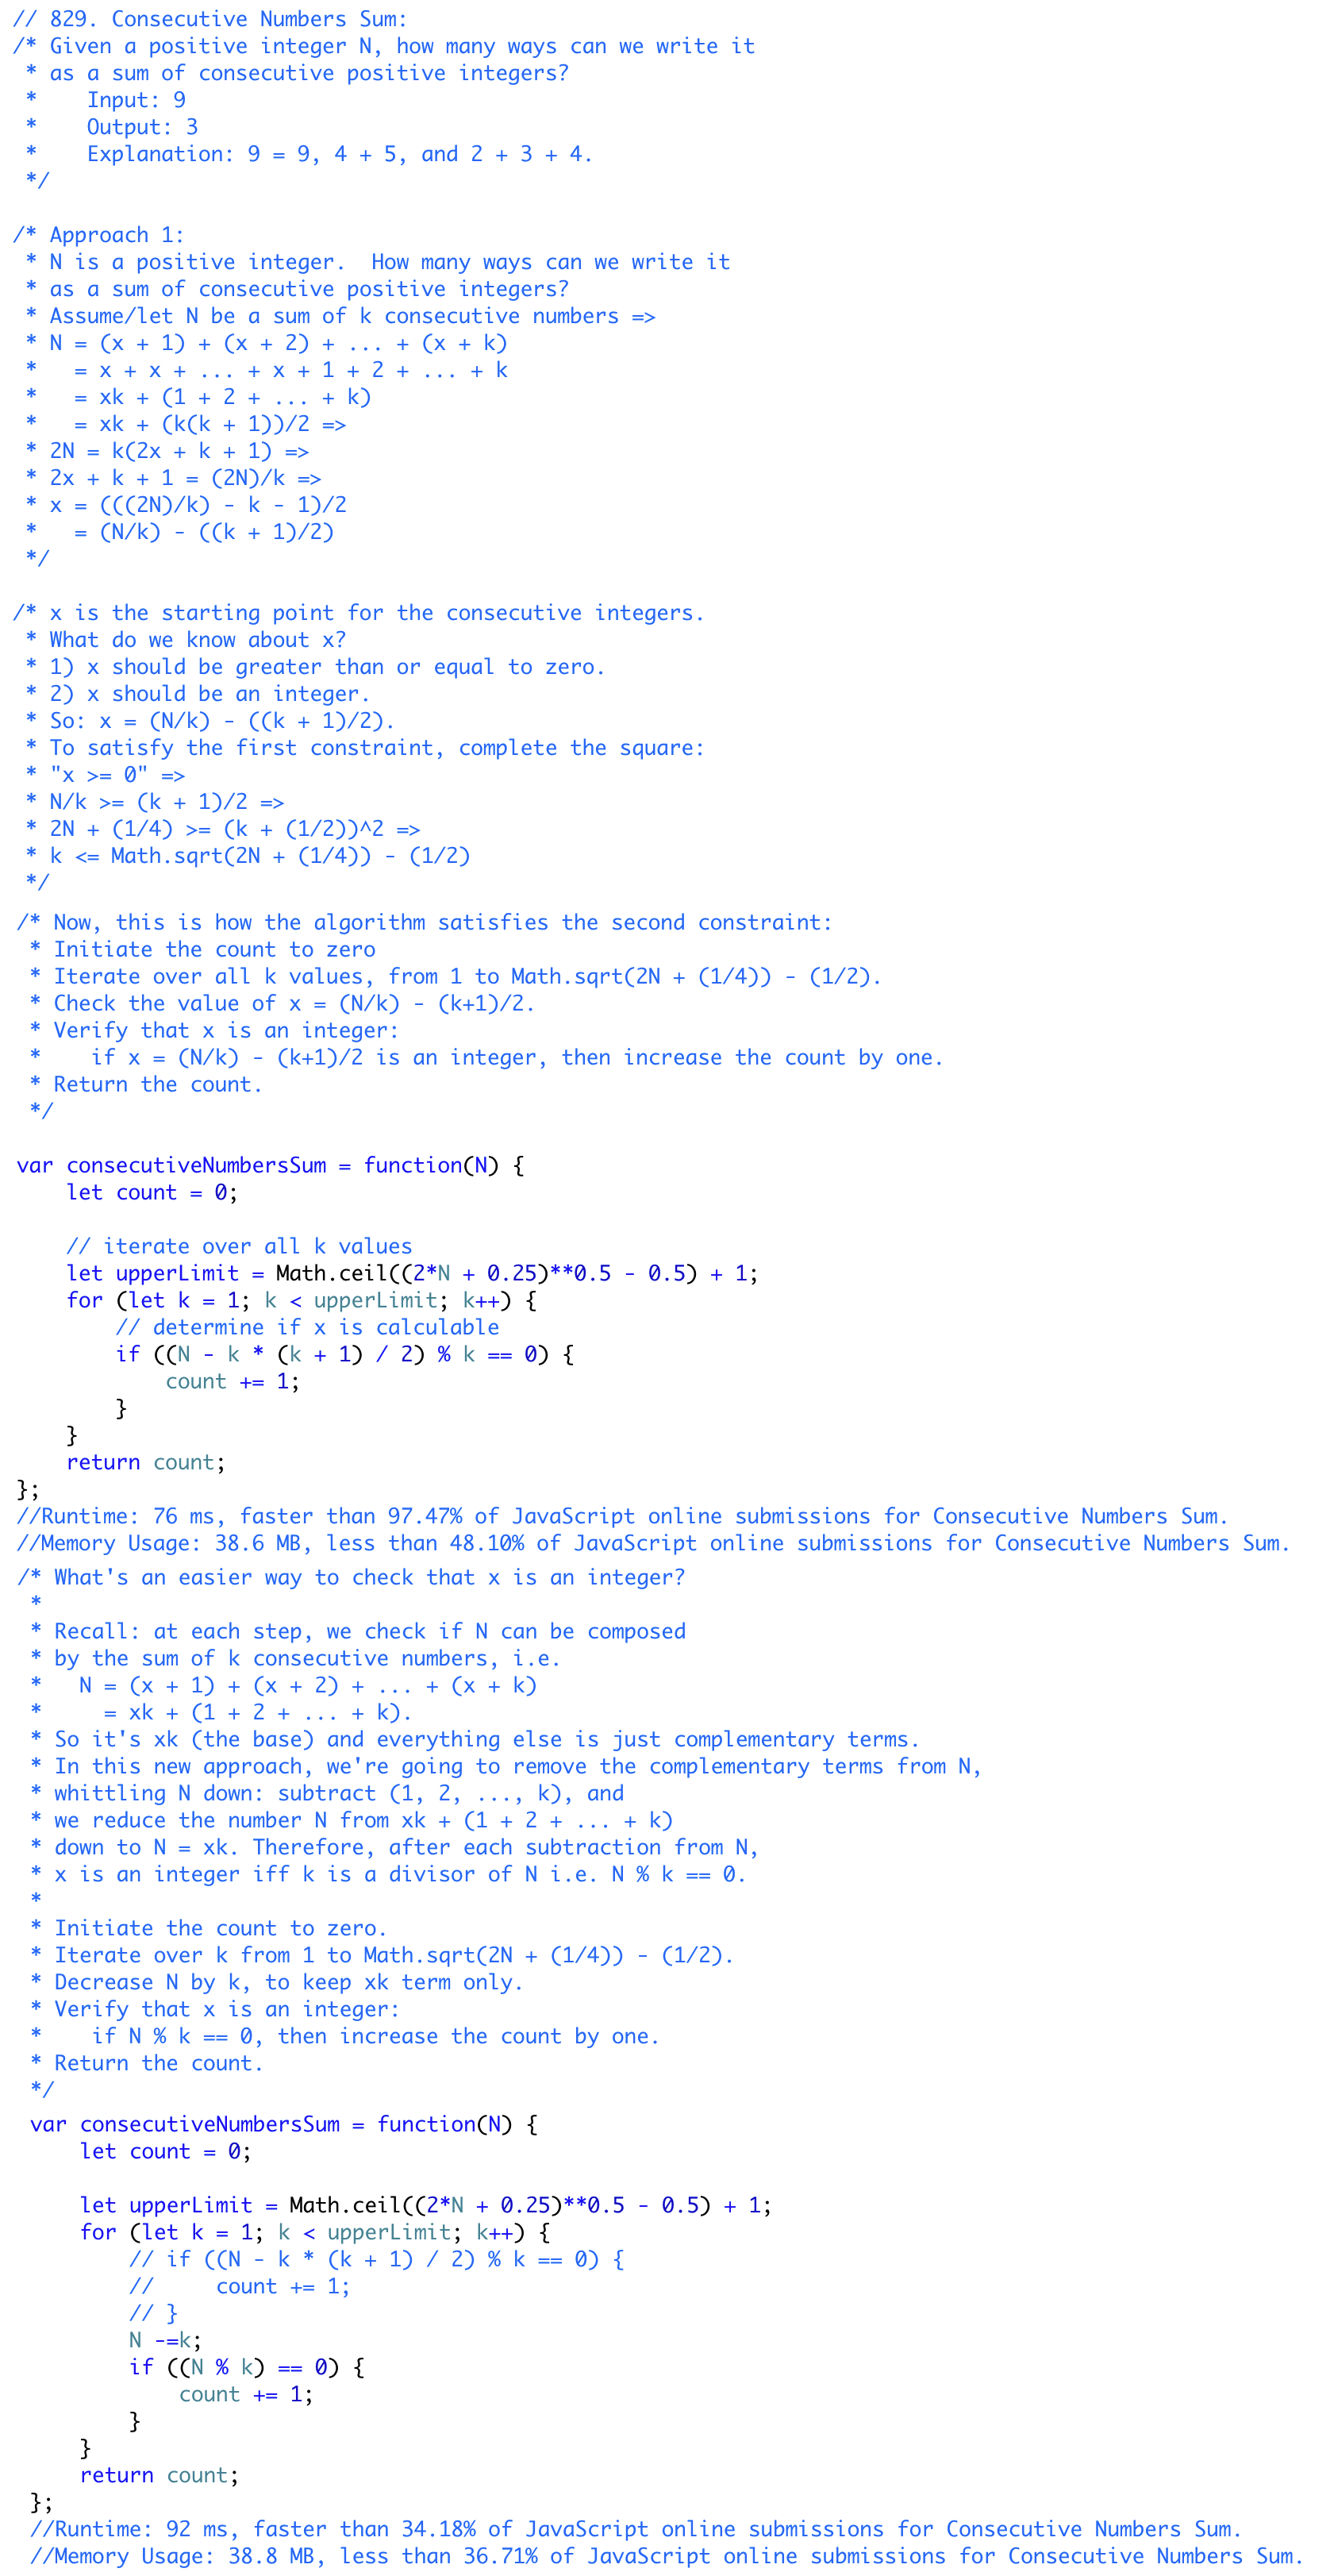 // 829. Consecutive Numbers Sum:
/* Given a positive integer N, how many ways can we write it
 * as a sum of consecutive positive integers?
 *    Input: 9
 *    Output: 3
 *    Explanation: 9 = 9, 4 + 5, and 2 + 3 + 4.
 */

/* Approach 1:
 * N is a positive integer.  How many ways can we write it
 * as a sum of consecutive positive integers?
 * Assume/let N be a sum of k consecutive numbers =>
 * N = (x + 1) + (x + 2) + ... + (x + k)
 *   = x + x + ... + x + 1 + 2 + ... + k
 *   = xk + (1 + 2 + ... + k)
 *   = xk + (k(k + 1))/2 =>
 * 2N = k(2x + k + 1) =>
 * 2x + k + 1 = (2N)/k =>
 * x = (((2N)/k) - k - 1)/2
 *   = (N/k) - ((k + 1)/2)
 */

/* x is the starting point for the consecutive integers.
 * What do we know about x?
 * 1) x should be greater than or equal to zero.
 * 2) x should be an integer.
 * So: x = (N/k) - ((k + 1)/2).
 * To satisfy the first constraint, complete the square:
 * "x >= 0" =>
 * N/k >= (k + 1)/2 =>
 * 2N + (1/4) >= (k + (1/2))^2 =>
 * k <= Math.sqrt(2N + (1/4)) - (1/2)
 */
/* Now, this is how the algorithm satisfies the second constraint:
 * Initiate the count to zero
 * Iterate over all k values, from 1 to Math.sqrt(2N + (1/4)) - (1/2).
 * Check the value of x = (N/k) - (k+1)/2.
 * Verify that x is an integer:
 *    if x = (N/k) - (k+1)/2 is an integer, then increase the count by one.
 * Return the count.
 */

var consecutiveNumbersSum = function(N) {
    let count = 0;

    // iterate over all k values
    let upperLimit = Math.ceil((2*N + 0.25)**0.5 - 0.5) + 1;
    for (let k = 1; k < upperLimit; k++) {
        // determine if x is calculable
        if ((N - k * (k + 1) / 2) % k == 0) {
            count += 1;
        }
    }
    return count;
};
//Runtime: 76 ms, faster than 97.47% of JavaScript online submissions for Consecutive Numbers Sum.
//Memory Usage: 38.6 MB, less than 48.10% of JavaScript online submissions for Consecutive Numbers Sum.
/* What's an easier way to check that x is an integer?
 *
 * Recall: at each step, we check if N can be composed
 * by the sum of k consecutive numbers, i.e.
 *   N = (x + 1) + (x + 2) + ... + (x + k)
 *     = xk + (1 + 2 + ... + k).
 * So it's xk (the base) and everything else is just complementary terms.
 * In this new approach, we're going to remove the complementary terms from N,
 * whittling N down: subtract (1, 2, ..., k), and
 * we reduce the number N from xk + (1 + 2 + ... + k)
 * down to N = xk. Therefore, after each subtraction from N,
 * x is an integer iff k is a divisor of N i.e. N % k == 0.
 *
 * Initiate the count to zero.
 * Iterate over k from 1 to Math.sqrt(2N + (1/4)) - (1/2).
 * Decrease N by k, to keep xk term only.
 * Verify that x is an integer:
 *    if N % k == 0, then increase the count by one.
 * Return the count.
 */
var consecutiveNumbersSum = function(N) {
    let count = 0;

    let upperLimit = Math.ceil((2*N + 0.25)**0.5 - 0.5) + 1;
    for (let k = 1; k < upperLimit; k++) {
        // if ((N - k * (k + 1) / 2) % k == 0) {
        //     count += 1;
        // }
        N -=k;
        if ((N % k) == 0) {
            count += 1;
        }
    }
    return count;
};
//Runtime: 92 ms, faster than 34.18% of JavaScript online submissions for Consecutive Numbers Sum.
//Memory Usage: 38.8 MB, less than 36.71% of JavaScript online submissions for Consecutive Numbers Sum.